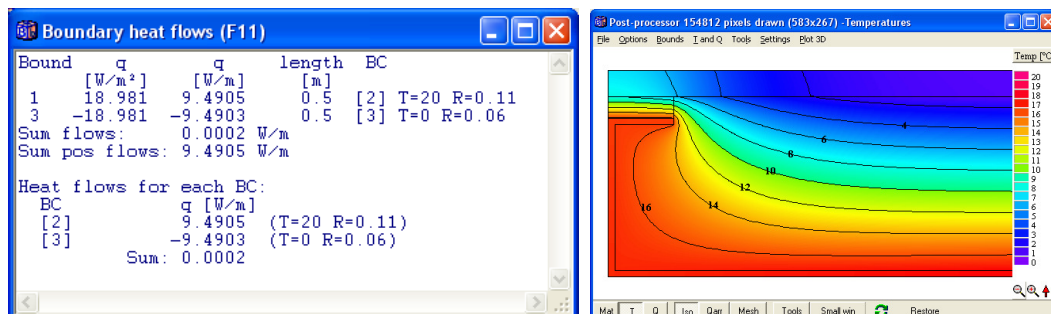 Boundary heat flows (F11)
Bound q q length BC
[W/m²] [W/m] [m]
1 18.981 9.4905 0.5 [2] T=20 R=0.11
3 -18.981 -9.4903 0.5 [3] T=0 R=0.06
Sum flows: 0.0002 W/m
Sum pos flows: 9.4905 W/m
Heat flows for each BC:
BC q [W/m]
[2] 9.4905 (T=20 R=0.11)
[3] -9.4903 (T=0 R=0.06)
Sum: 0.0002
Post-processor 154812 pixels drawn (583x267) -Temperatures
File Options Bounds T and Q Tools Settings Plot 3D
Temp [°C]
20
19
18
17
16
15
14
13
12
11
10
9
8
7
6
5
4
3
2
1
0
4
6
8
10
12
14
16
Mat T Q Iso Qarr Mesh Tools Small win Restore